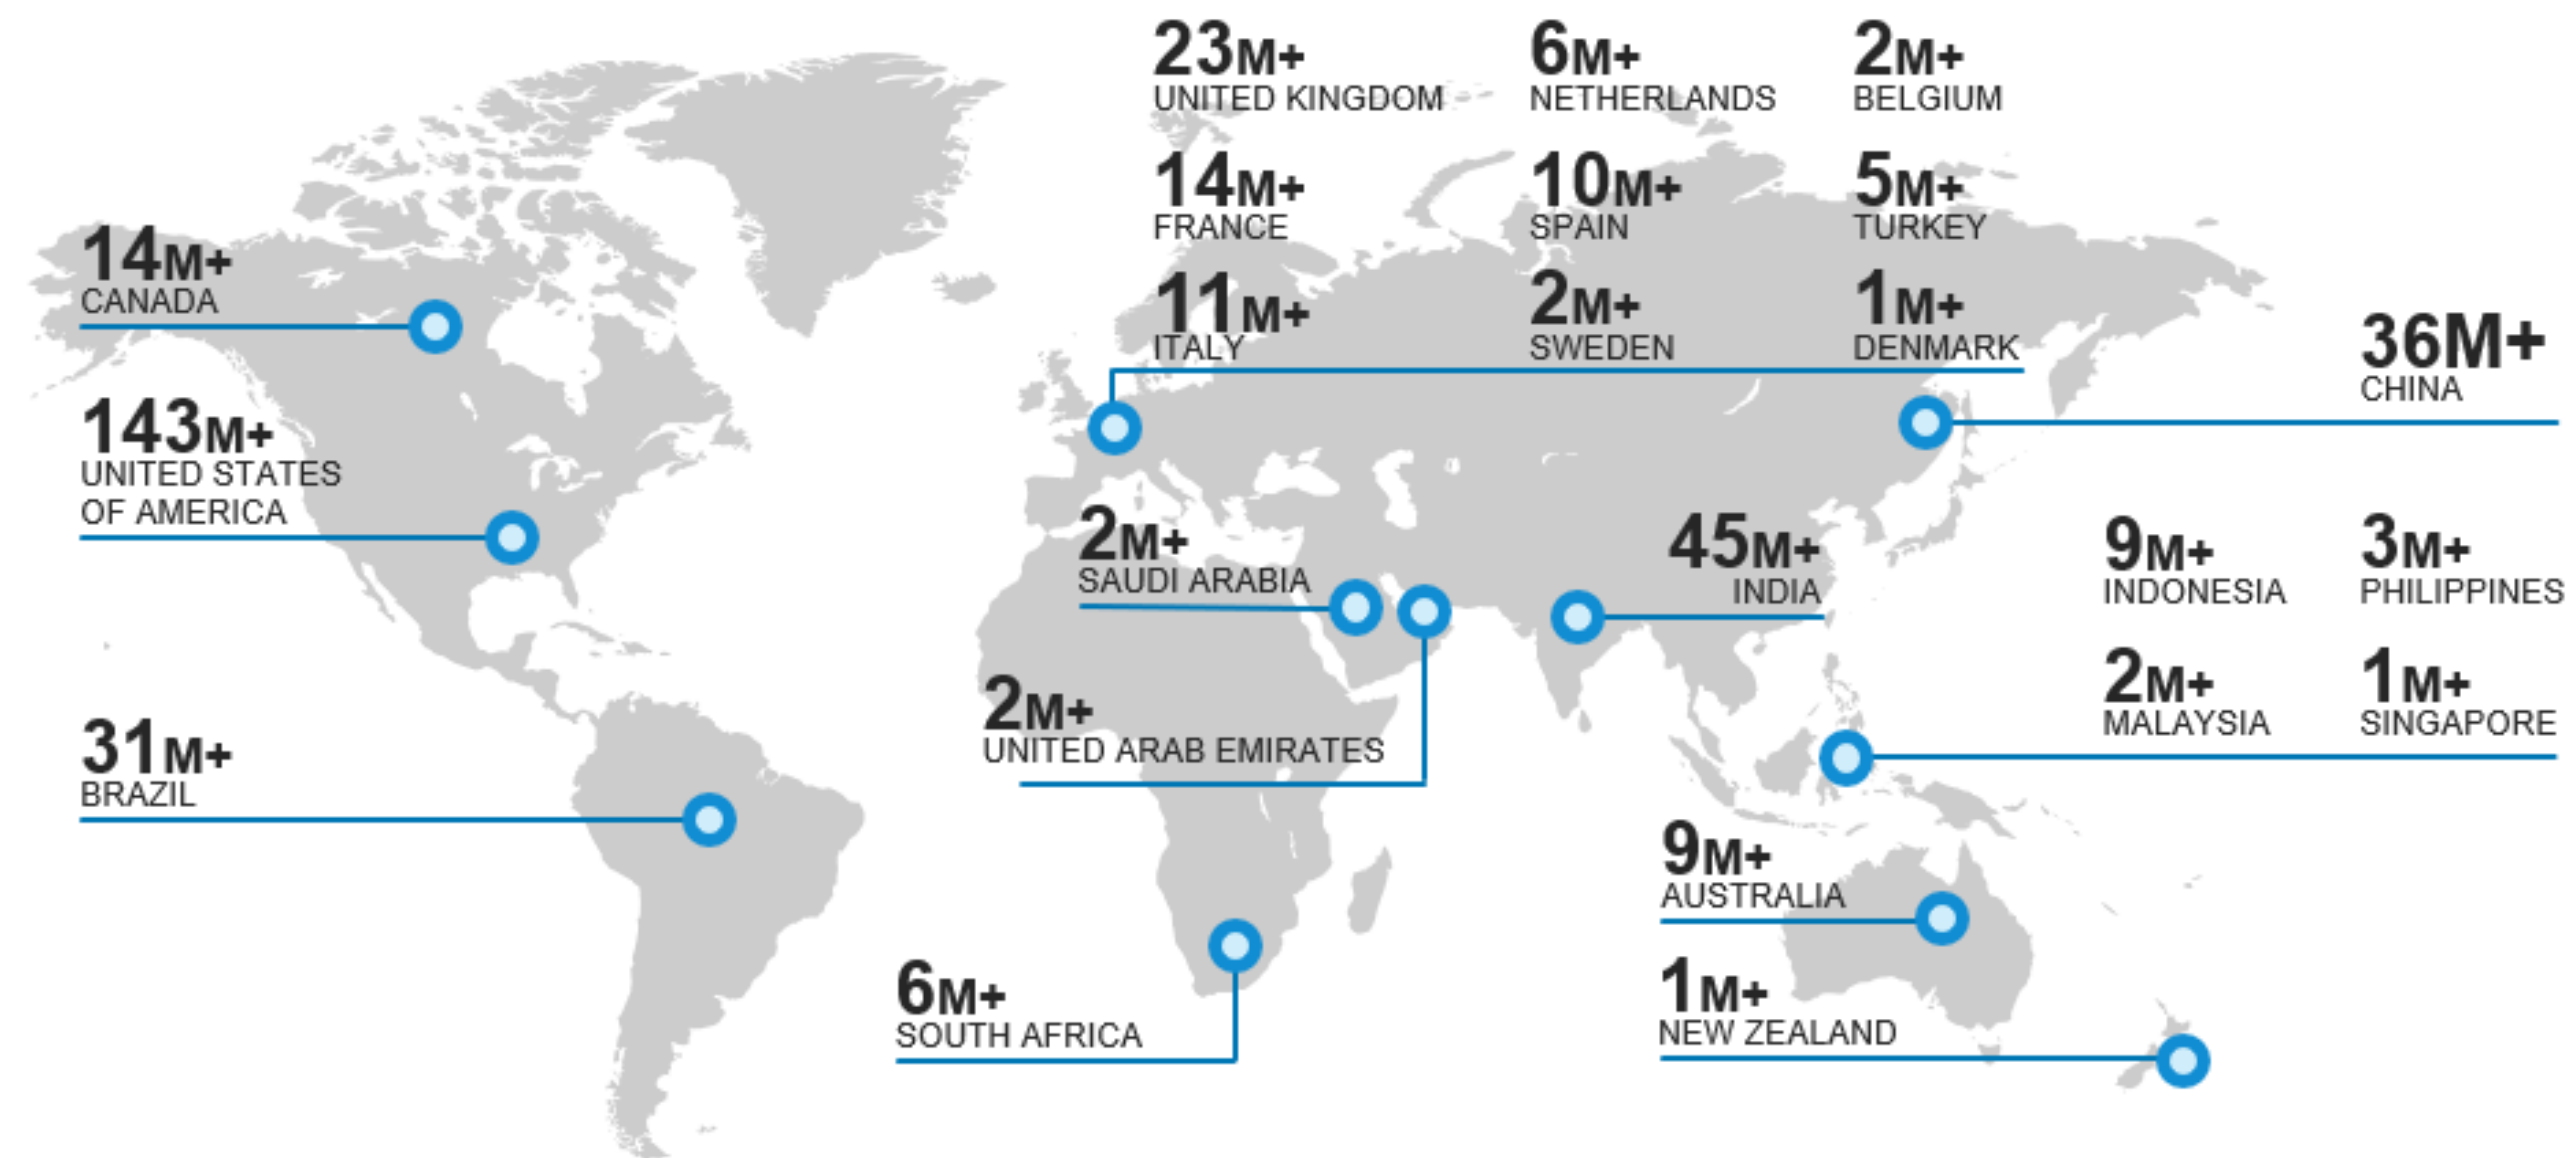 23M+
UNITED KINGDOM
6M+
NETHERLANDS
2M+
BELGIUM
14M+
FRANCE
10M+
SPAIN
5M+
TURKEY
11M+
ITALY
2M+
SWEDEN
1M+
DENMARK
14M+
CANADA
36M+
CHINA
143M+
UNITED STATES
OF AMERICA
2M+
SAUDI ARABIA
45M+
INDIA
9M+
INDONESIA
3M+
PHILIPPINES
2M+
UNITED ARAB EMIRATES
2M+
MALAYSIA
1M+
SINGAPORE
31M+
BRAZIL
9M+
AUSTRALIA
6M+
SOUTH AFRICA
1M+
NEW ZEALAND